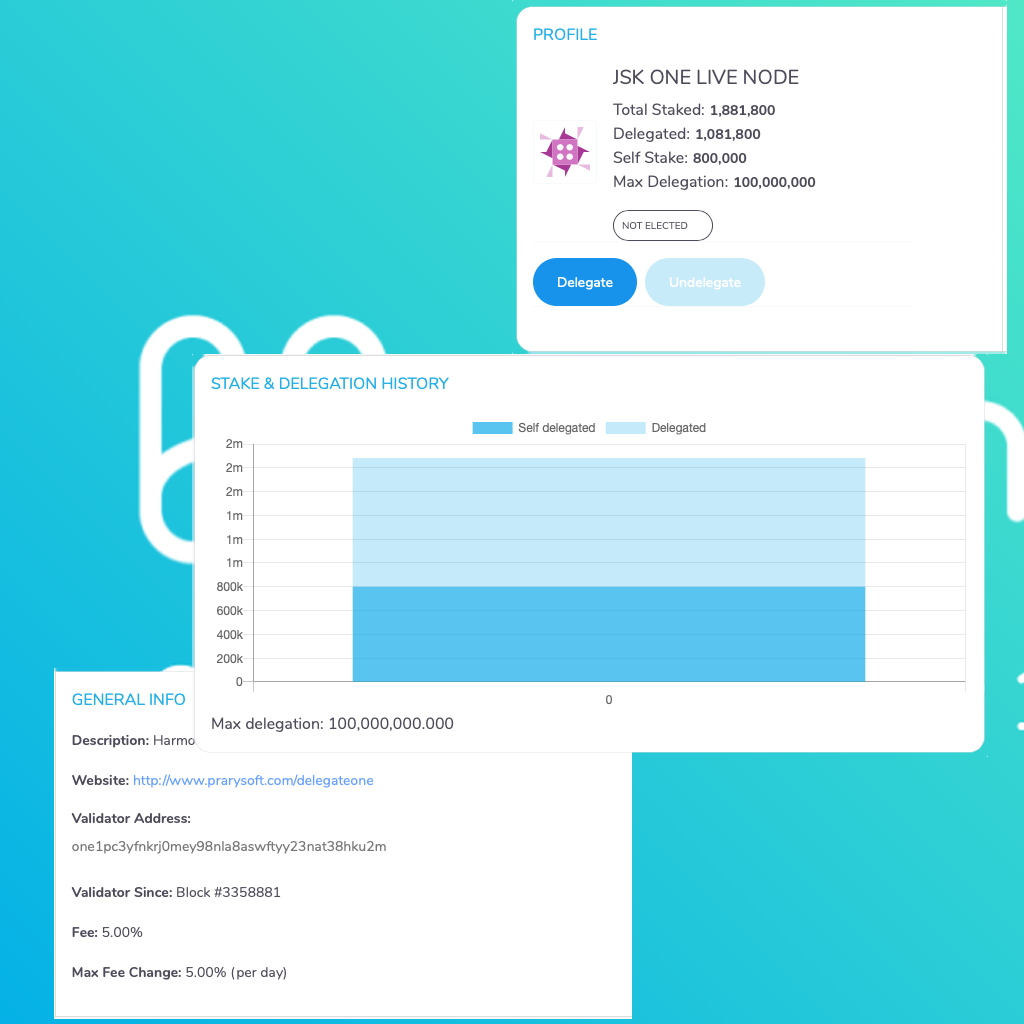 PROFILE
JSK ONE LIVE NODE
Total Staked: 1,881,800
Delegated: 1,081,800
Self Stake: 800,000
Max Delegation: 100,000,000
NOT ELECTED
Delegate Undelegate
STAKE & DELEGATION HISTORY
Self delegated Delegated
2m
2m
2m
1m
1m
1m
800k
600k
400k
200k
0
0
Max delegation: 100,000,000.000
GENERAL INFO
Description:
Website: http://www.prarysoft.com/delegateone
Validator Address:
one1pc3yfnkrj0mey98nla8aswftyy23nat38hku2m
Validator Since: Block #3358881
Fee: 5.00%
Max Fee Change: 5.00% (per day)